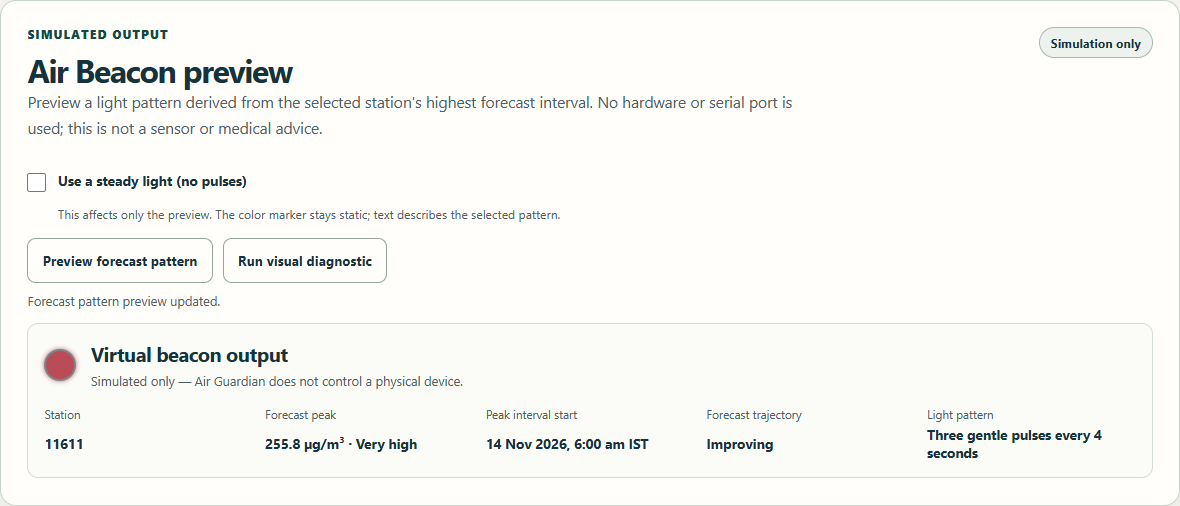 SIMULATED OUTPUT
Simulation only
Air Beacon preview
Preview a light pattern derived from the selected station's highest forecast interval. No hardware or serial port is
used; this is not a sensor or medical advice.
Use a steady light (no pulses)
This affects only the preview. The color marker stays static; text describes the selected pattern.
Preview forecast pattern
Run visual diagnostic
Forecast pattern preview updated.
Virtual beacon output
Simulated only — Air Guardian does not control a physical device.
Station
11611
Forecast peak
255.8 µg/m³ · Very high
Peak interval start
14 Nov 2026, 6:00 am IST
Forecast trajectory
Improving
Light pattern
Three gentle pulses every 4
seconds